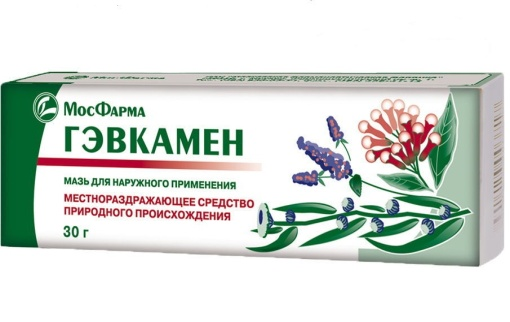 МосФарма
ГЭВКАМЕН
МАЗЬ ДЛЯ НАРУЖНОГО ПРИМЕНЕНИЯ
МЕСТНОРАЗДРАЖАЮЩЕЕ СРЕДСТВО
ПРИРОДНОГО ПРОИСХОЖДЕНИЯ
30 г